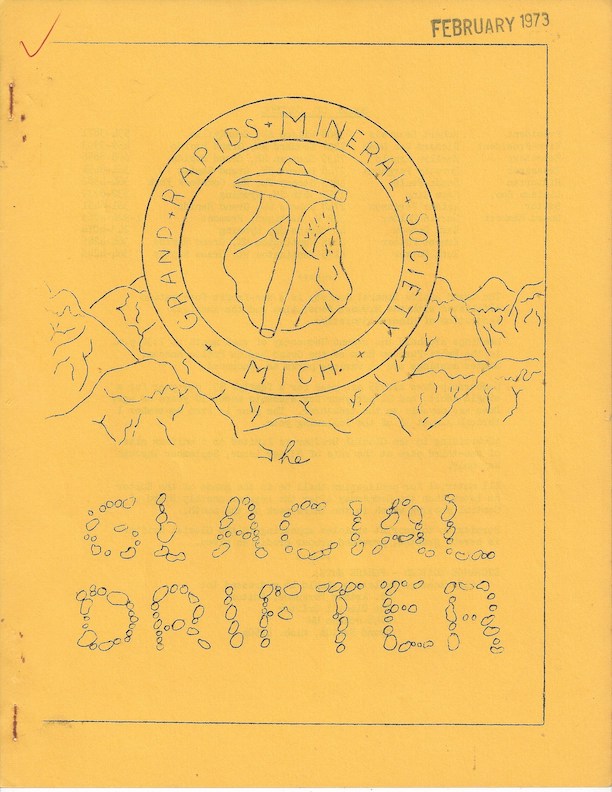 FEBRUARY 1973
GRAND + RAPIDS + MINERAL + SOCIETY +
MICH. +
The
GLACIAL
DRIFTER